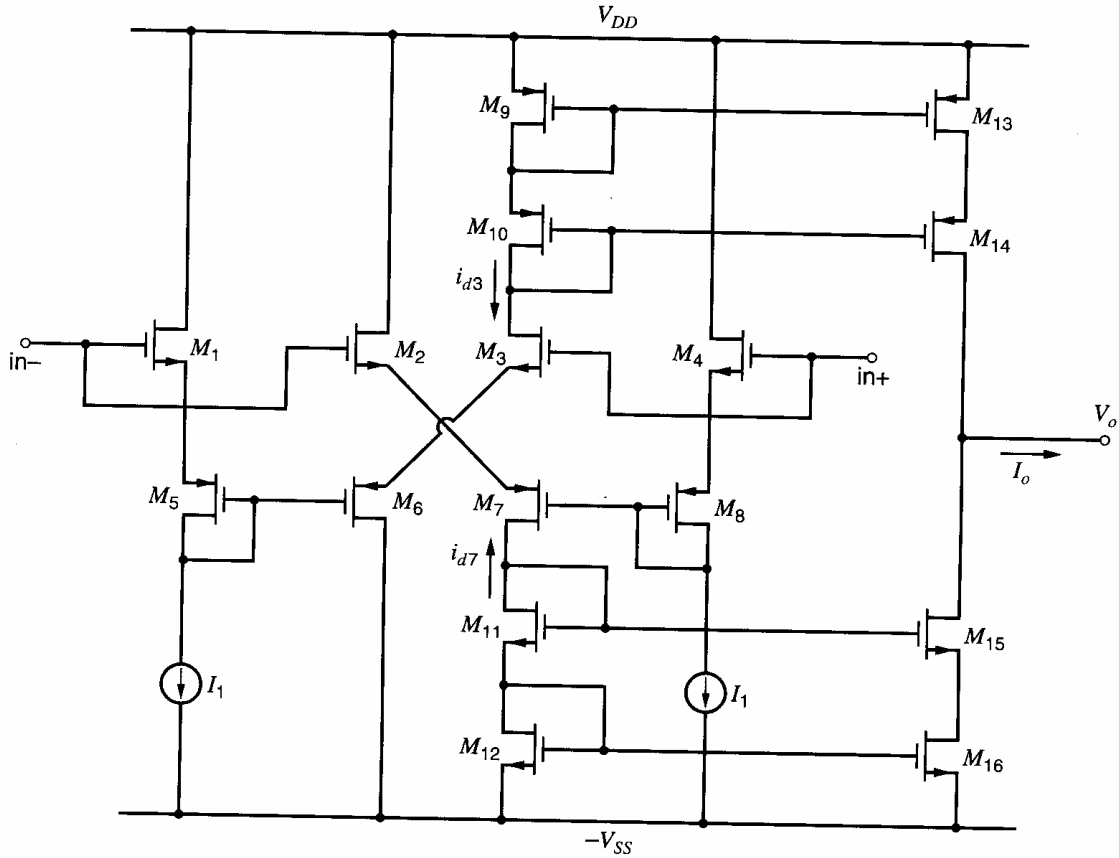 V_DD
M_9
M_13
M_10
M_14
i_d3
in−
M_1
M_2
M_3
M_4
in+
V_o
I_o
M_5
M_6
M_7
M_8
i_d7
M_11
M_15
I_1
I_1
M_12
M_16
−V_SS